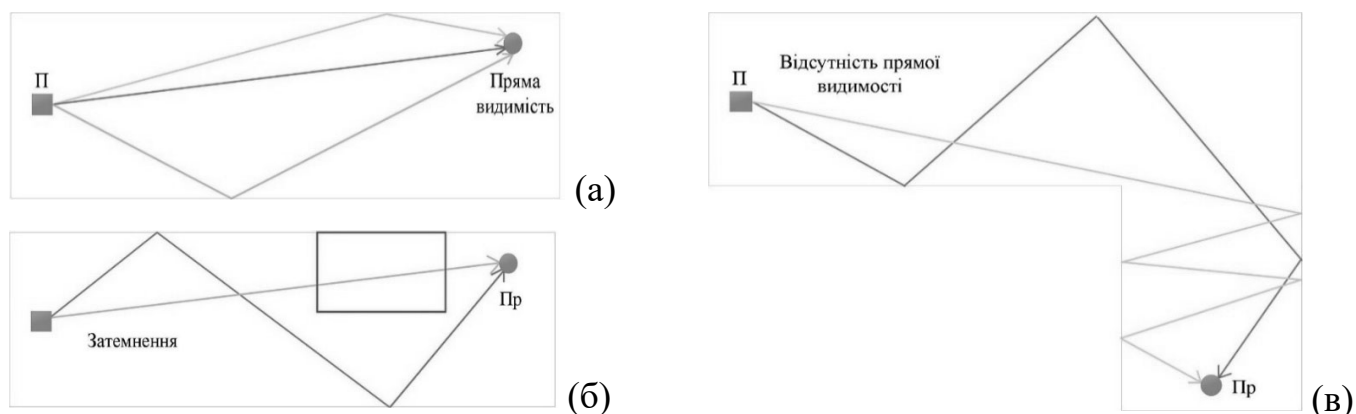 П
Пряма
видимість
(а)
Затемнення
Пр
(б)
Відсутність прямої
видимості
П
Пр
(в)